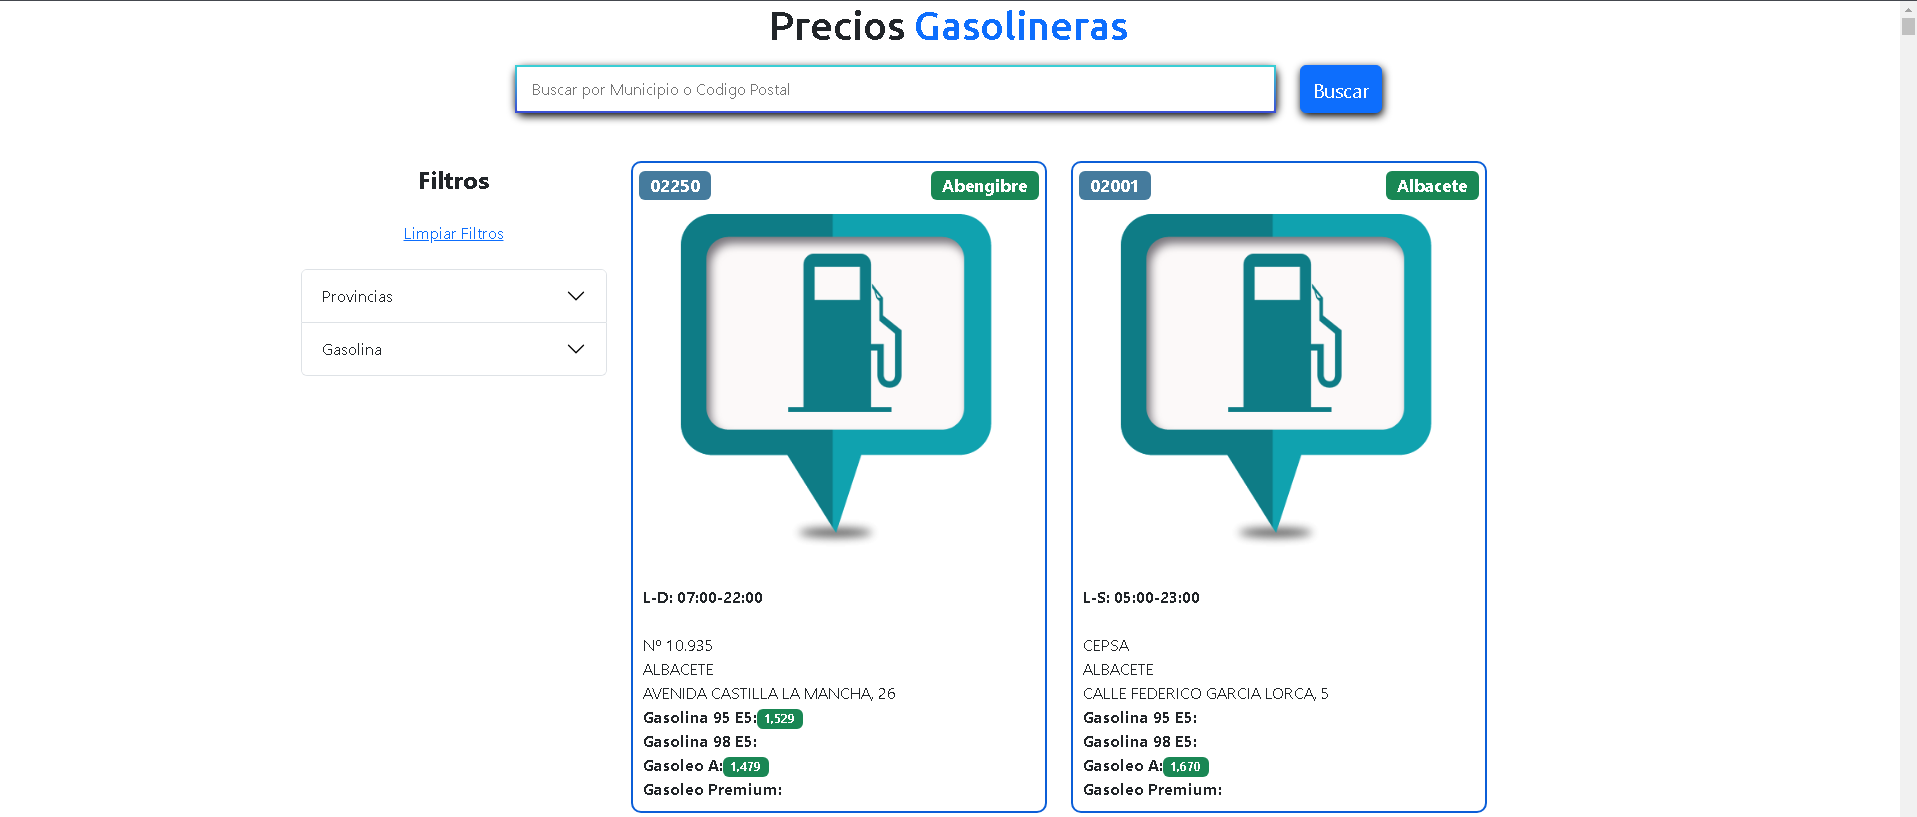 Precios Gasolineras
Buscar por Municipio o Codigo Postal
Buscar
Filtros
Limpiar Filtros
Provincias
Gasolina
02250
Abengibre
L-D: 07:00-22:00
Nº 10.935
ALBACETE
AVENIDA CASTILLA LA MANCHA, 26
Gasolina 95 E5: 1,529
Gasolina 98 E5:
Gasoleo A: 1,479
Gasoleo Premium:
02001
Albacete
L-S: 05:00-23:00
CEPSA
ALBACETE
CALLE FEDERICO GARCIA LORCA, 5
Gasolina 95 E5:
Gasolina 98 E5:
Gasoleo A: 1,670
Gasoleo Premium: